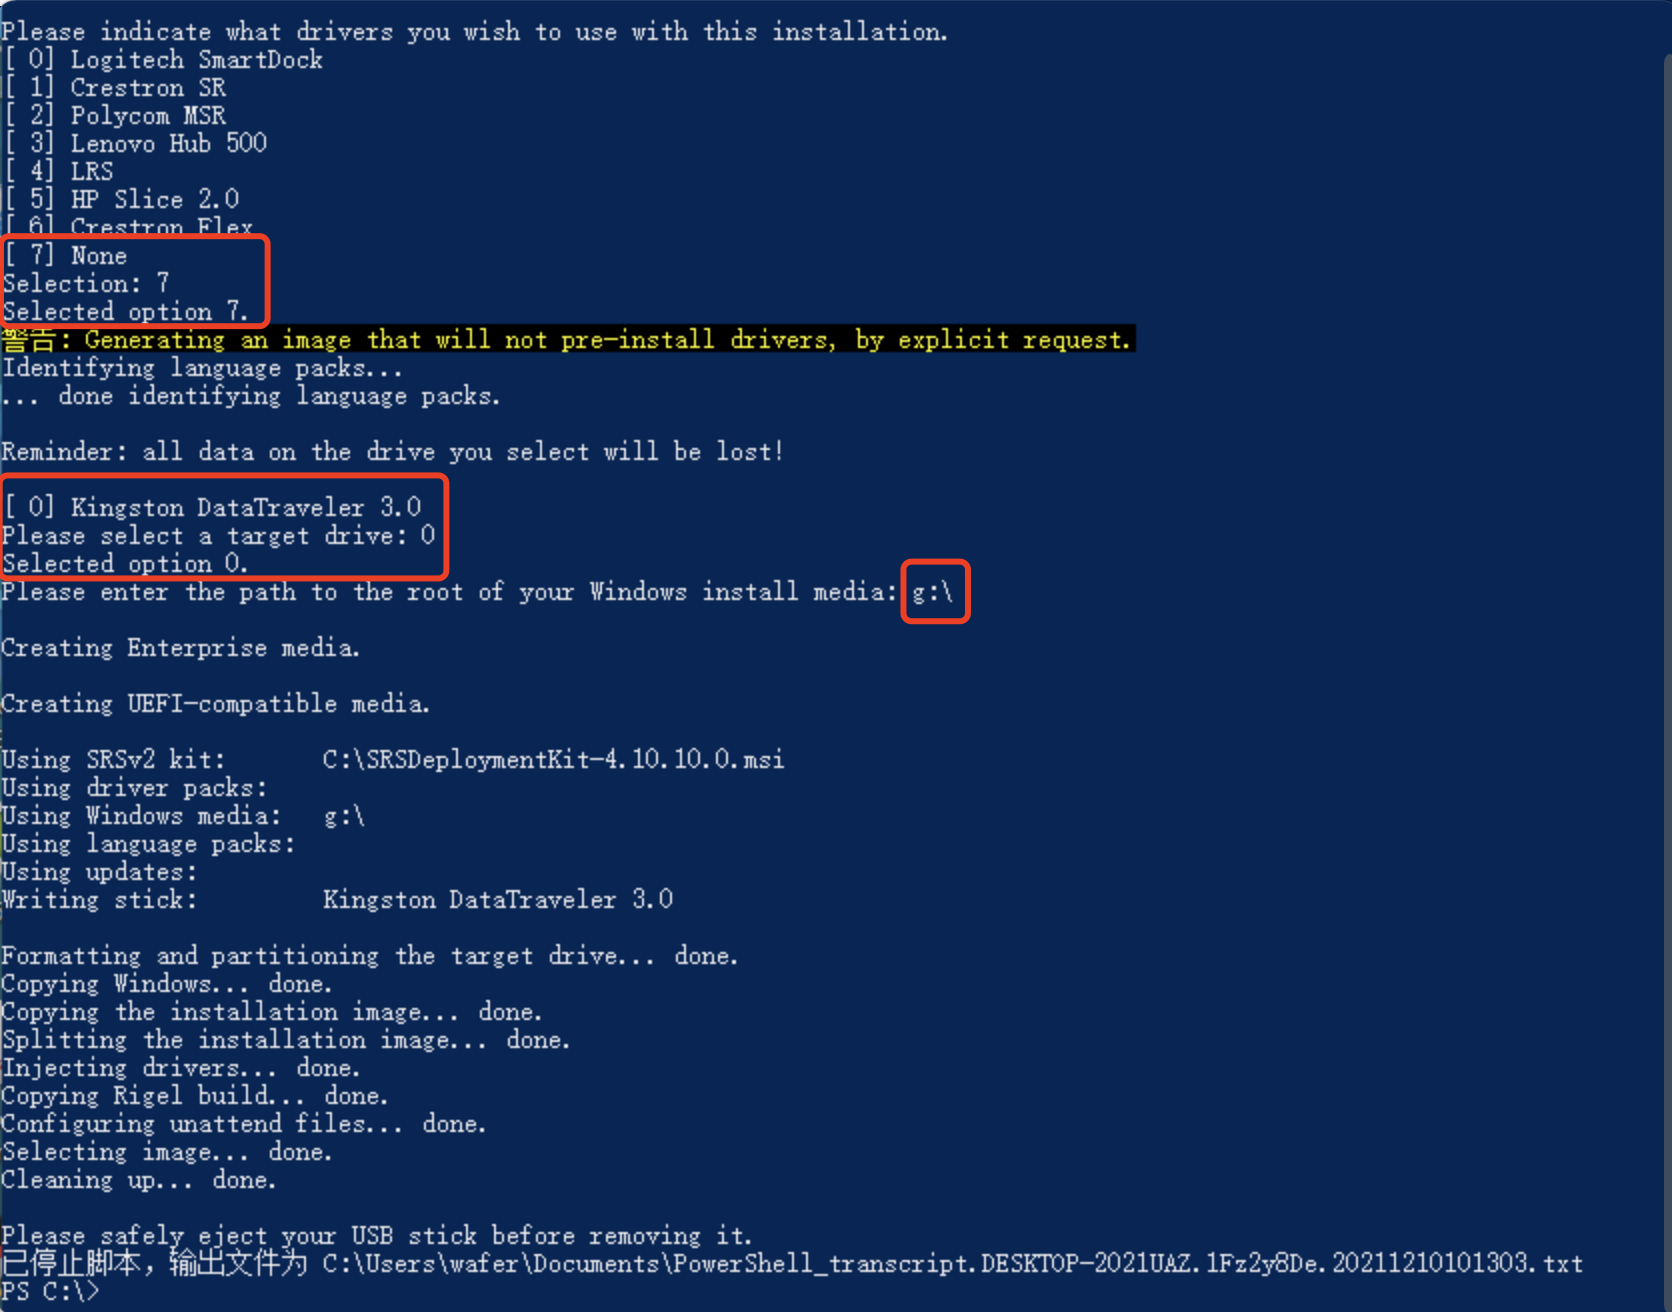 Please indicate what drivers you wish to use with this installation.
[ 0] Logitech SmartDock
[ 1] Crestron SR
[ 2] Polycom MSR
[ 3] Lenovo Hub 500
[ 4] LRS
[ 5] HP Slice 2.0
[ 6] Crestron Flex
[ 7] None
Selection: 7
Selected option 7.
警告: Generating an image that will not pre-install drivers, by explicit request.
Identifying language packs...
... done identifying language packs.
Reminder: all data on the drive you select will be lost!
[ 0] Kingston DataTraveler 3.0
Please select a target drive: 0
Selected option 0.
Please enter the path to the root of your Windows install media: g:\
Creating Enterprise media.
Creating UEFI-compatible media.
Using SRSv2 kit: C:\SRSDeploymentKit-4.10.10.0.msi
Using driver packs:
Using Windows media: g:\
Using language packs:
Using updates:
Writing stick: Kingston DataTraveler 3.0
Formatting and partitioning the target drive... done.
Copying Windows... done.
Copying the installation image... done.
Splitting the installation image... done.
Injecting drivers... done.
Copying Rigel build... done.
Configuring unattend files... done.
Selecting image... done.
Cleaning up... done.
Please safely eject your USB stick before removing it.
已停止脚本，输出文件为 C:\Users\wafer\Documents\PowerShell_transcript.DESKTOP-2021UAZ.1Fz2y8De.20211210101303.txt
PS C:\>